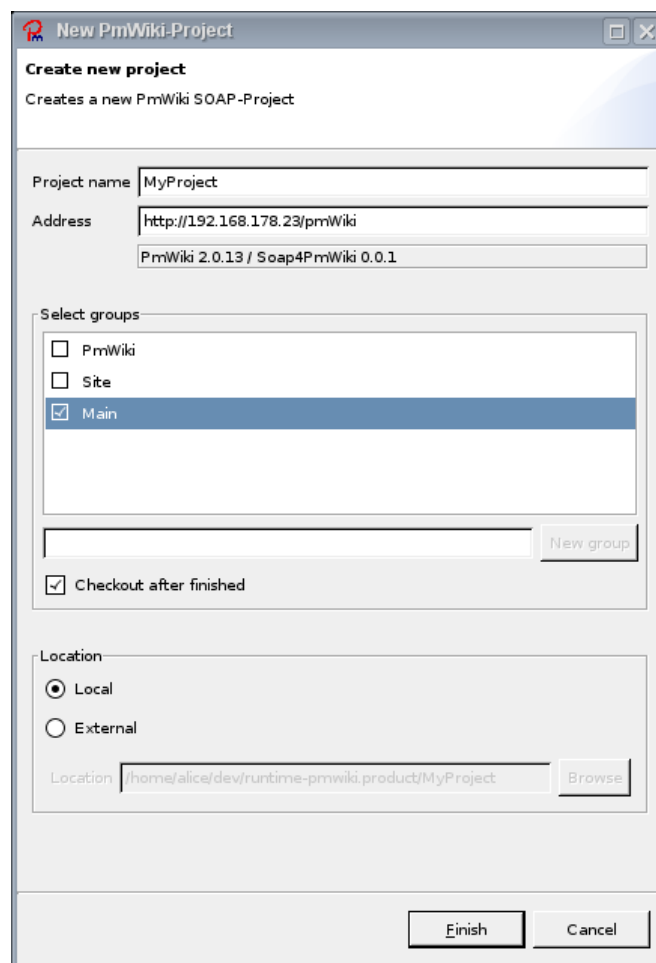 New PmWiki-Project
Create new project
Creates a new PmWiki SOAP-Project
Project name MyProject
Address http://192.168.178.23/pmWiki
PmWiki 2.0.13 / Soap4PmWiki 0.0.1
Select groups
PmWiki
Site
Main
New group
Checkout after finished
Location
Local
External
Location /home/alice/dev/runtime-pmwiki.product/MyProject Browse
Finish Cancel